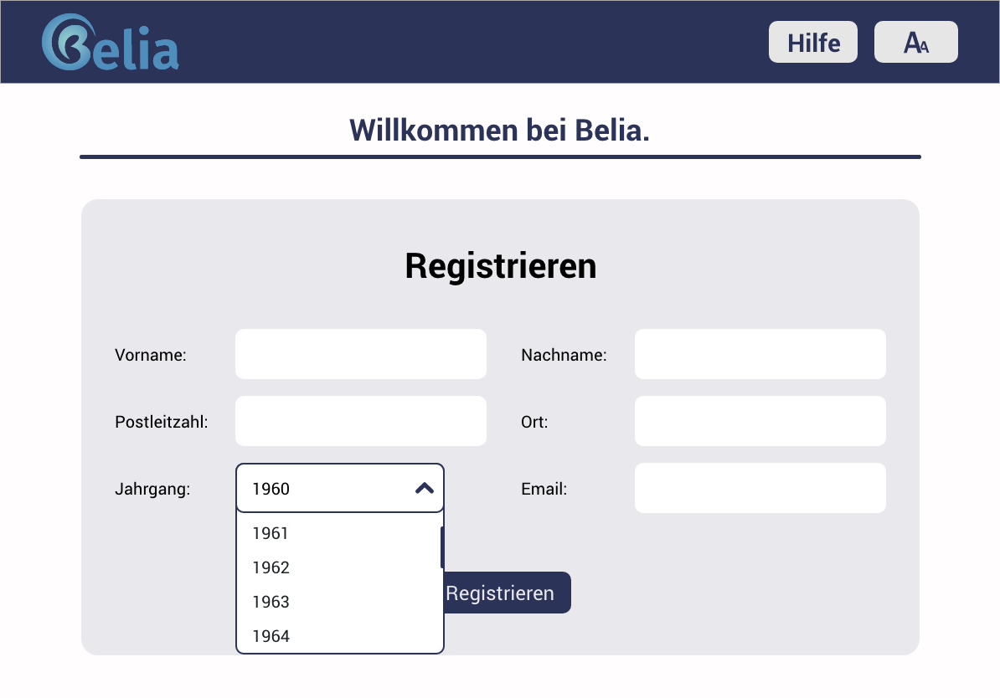 Belia
Hilfe
AA
Willkommen bei Belia.
Registrieren
Vorname:
Nachname:
Postleitzahl:
Ort:
Jahrgang:
1960
Email:
1961
1962
1963
1964
Registrieren